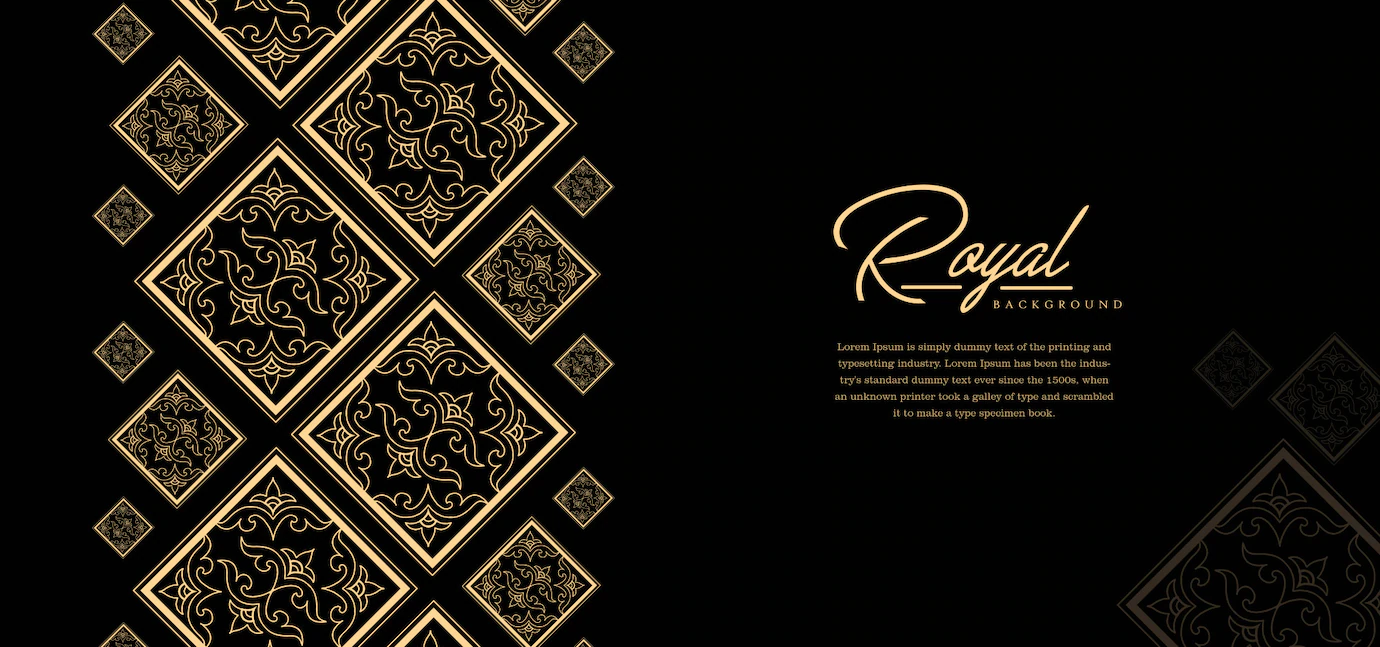 Royal
BACKGROUND
Lorem Ipsum is simply dummy text of the printing and
typesetting industry. Lorem Ipsum has been the indus-
try's standard dummy text ever since the 1500s, when
an unknown printer took a galley of type and scrambled
it to make a type specimen book.